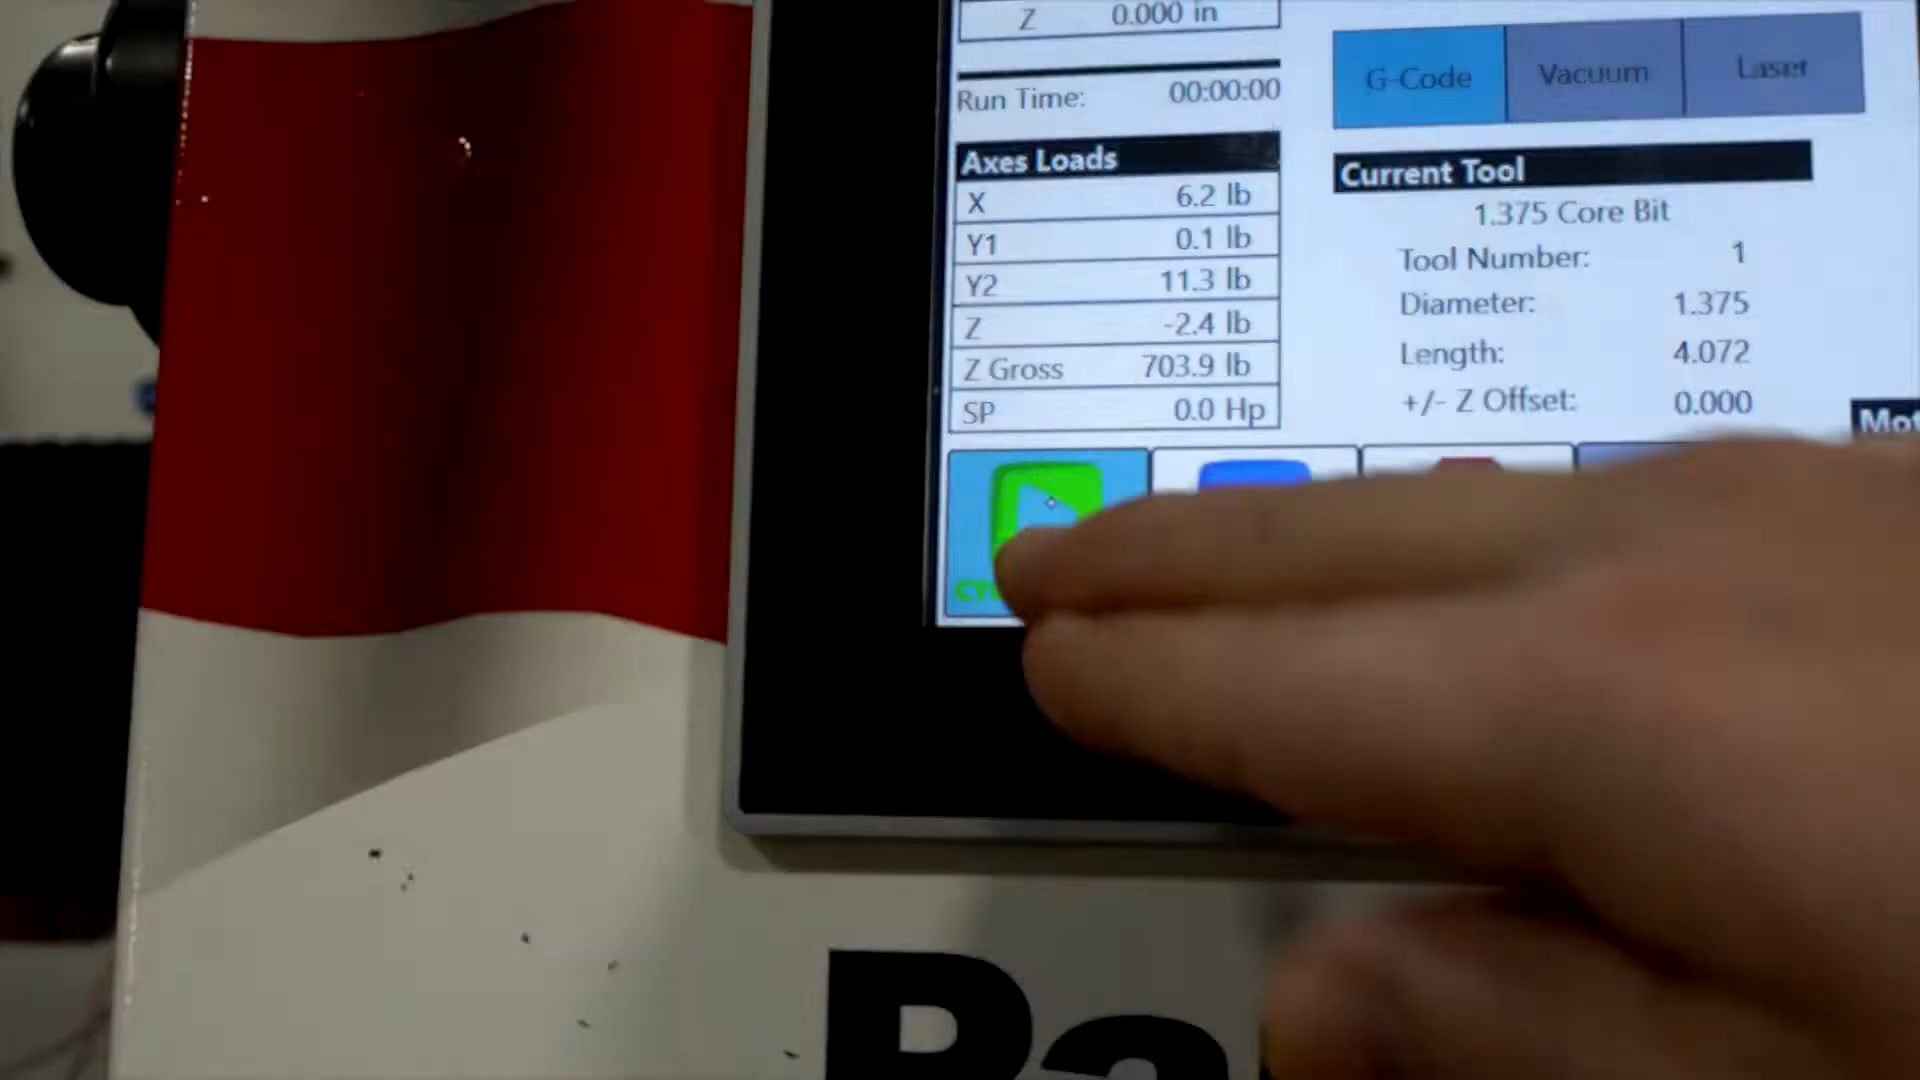 Z 0.000 in
Run Time: 00:00:00
Axes Loads
X 6.2 lb
Y1 0.1 lb
Y2 11.3 lb
Z -2.4 lb
Z Gross 703.9 lb
SP 0.0 Hp
G-Code Vacuum Laser
Current Tool
1.375 Core Bit
Tool Number: 1
Diameter: 1.375
Length: 4.072
+/- Z Offset: 0.000